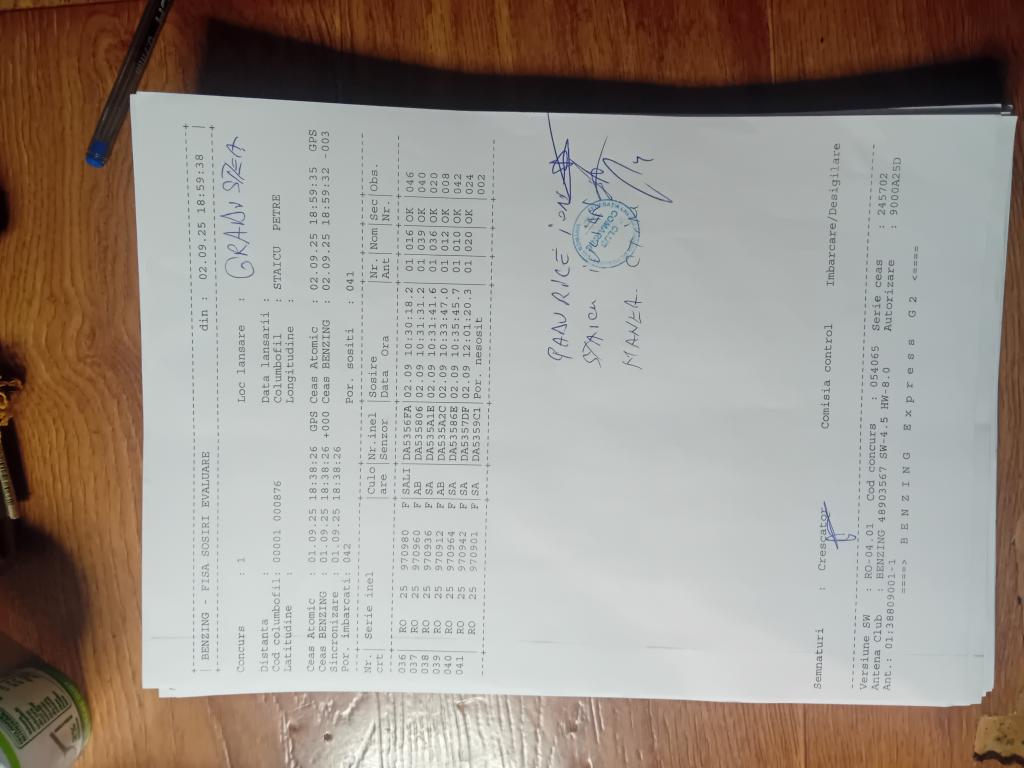 BENZING - FISA SOSIRI EVALUARE din : 02.09.25 18:59:38
Concurs : 1 Loc lansare : GRANDV STEA
Distanta : Data lansarii :
Cod columbofil: 00001 000876 Columbofil : STAICU PETRE
Latitudine : Longitudine :
Ceas Atomic : 01.09.25 18:38:26 GPS Ceas Atomic : 02.09.25 18:59:35 GPS
Ceas BENZING : 01.09.25 18:38:26 +000 Ceas BENZING : 02.09.25 18:59:32 -003
Sincronizare : 01.09.25 18:38:26
Por. imbarcati: 042 Por. sositi : 041
Nr. | Serie inel |Culo|Nr.inel |Sosire |Nr. |Nom|Sec|Obs.
crt | |are |Senzor |Data Ora |Ant | |Nr.|
036 RO 25 970980 F SALI DA5356FA 02.09 10:30:18.2 01 016 OK 046
037 RO 25 970960 F AB DA535806 02.09 10:31:31.2 01 039 OK 040
038 RO 25 970936 F SA DA535A1E 02.09 10:31:41.6 01 036 OK 020
039 RO 25 970912 F AB DA535A2C 02.09 10:33:47.0 01 012 OK 008
040 RO 25 970964 F SA DA53586E 02.09 10:35:45.7 01 010 OK 042
041 RO 25 970942 F SA DA5357DF 02.09 12:01:20.3 01 020 OK 024
RO 25 970901 F SA DA5359C1 Por. nesosit 002
STAICU
MANEA
Semnaturi : Crescator Comisia control Imbarcare/Desigilare
Versiune SW : RO-04.01 Cod concurs : 054065 Serie ceas : 245702
Antena Club : BENZING 48903567 SW-4.5 HW-8.0 Autorizare : 9000A25D
Ant.: 01:38809001-1
====> B E N Z I N G E x p r e s s G 2 <====